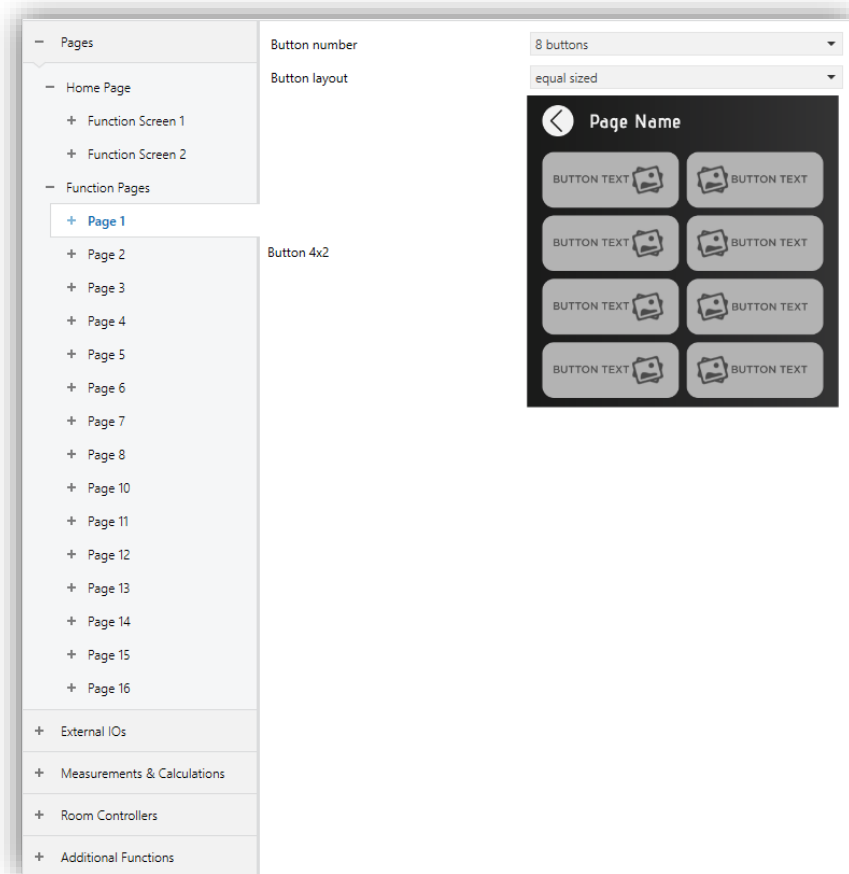 Pages
Home Page
Function Screen 1
Function Screen 2
Function Pages
Page 1
Page 2
Page 3
Page 4
Page 5
Page 6
Page 7
Page 8
Page 10
Page 11
Page 12
Page 13
Page 14
Page 15
Page 16
External IOs
Measurements & Calculations
Room Controllers
Additional Functions
Button number 8 buttons
Button layout equal sized
Button 4x2
Page Name
BUTTON TEXT BUTTON TEXT
BUTTON TEXT BUTTON TEXT
BUTTON TEXT BUTTON TEXT
BUTTON TEXT BUTTON TEXT